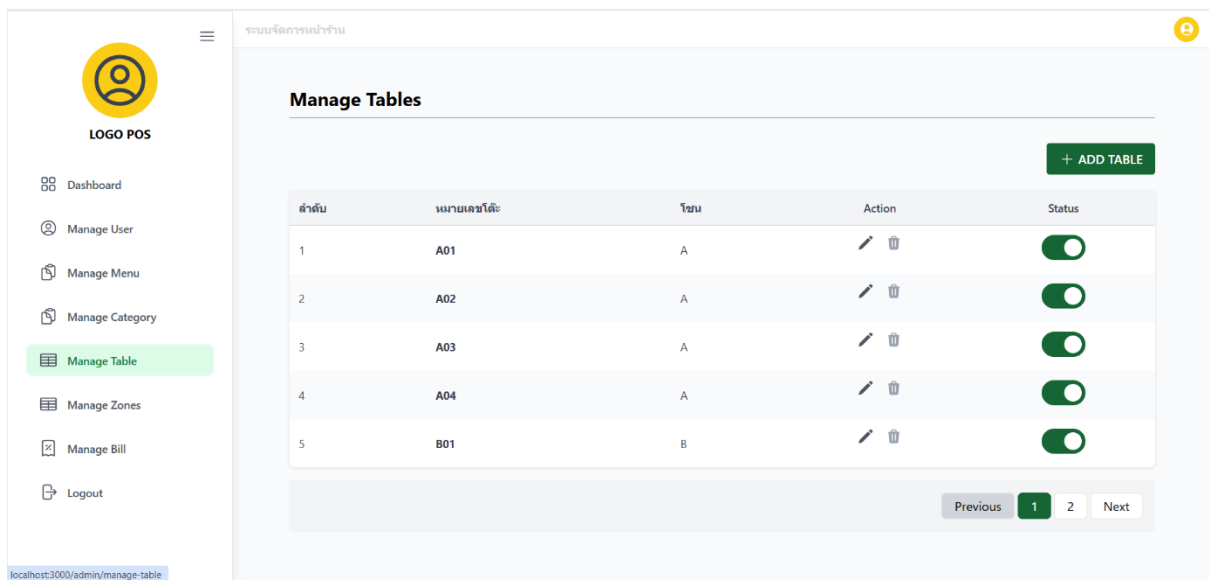 ระบบจัดการหน้าร้าน
LOGO POS
Dashboard
Manage User
Manage Menu
Manage Category
Manage Table
Manage Zones
Manage Bill
Logout
Manage Tables
+ ADD TABLE
ลำดับ หมายเลขโต๊ะ โซน Action Status
1 A01 A
2 A02 A
3 A03 A
4 A04 A
5 B01 B
Previous 1 2 Next
localhost:3000/admin/manage-table